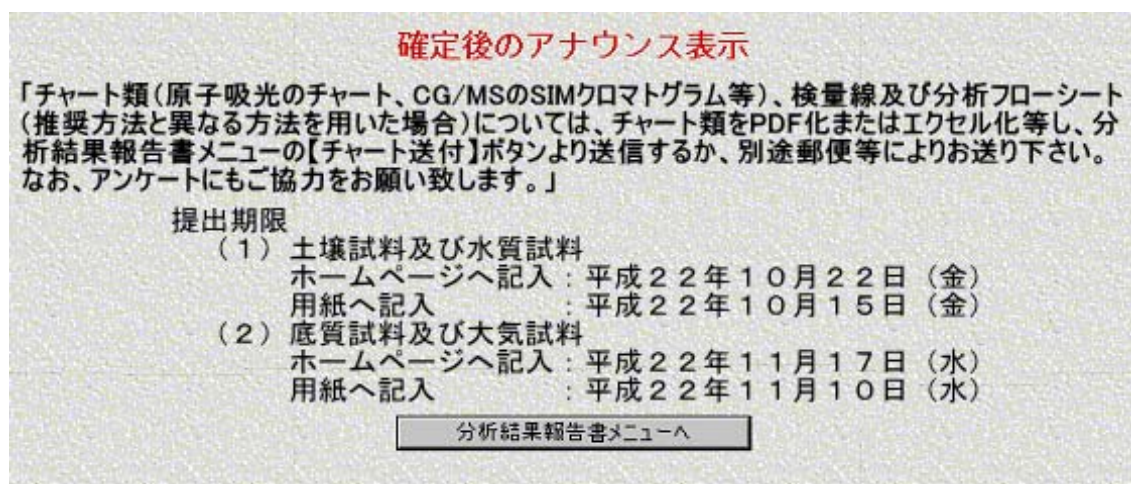 確定後のアナウンス表示
「チャート類(原子吸光のチャート、CG/MSのSIMクロマトグラム等)、検量線及び分析フローシート
(推奨方法と異なる方法を用いた場合)については、チャート類をPDF化またはエクセル化等し、分
析結果報告書メニューの【チャート送付】ボタンより送信するか、別途郵便等によりお送り下さい。
なお、アンケートにもご協力をお願い致します。」
提出期限
(1)土壌試料及び水質試料
ホームページへ記入:平成22年10月22日(金)
用紙へ記入 :平成22年10月15日(金)
(2)底質試料及び大気試料
ホームページへ記入:平成22年11月17日(水)
用紙へ記入 :平成22年11月10日(水)
分析結果報告書メニューへ